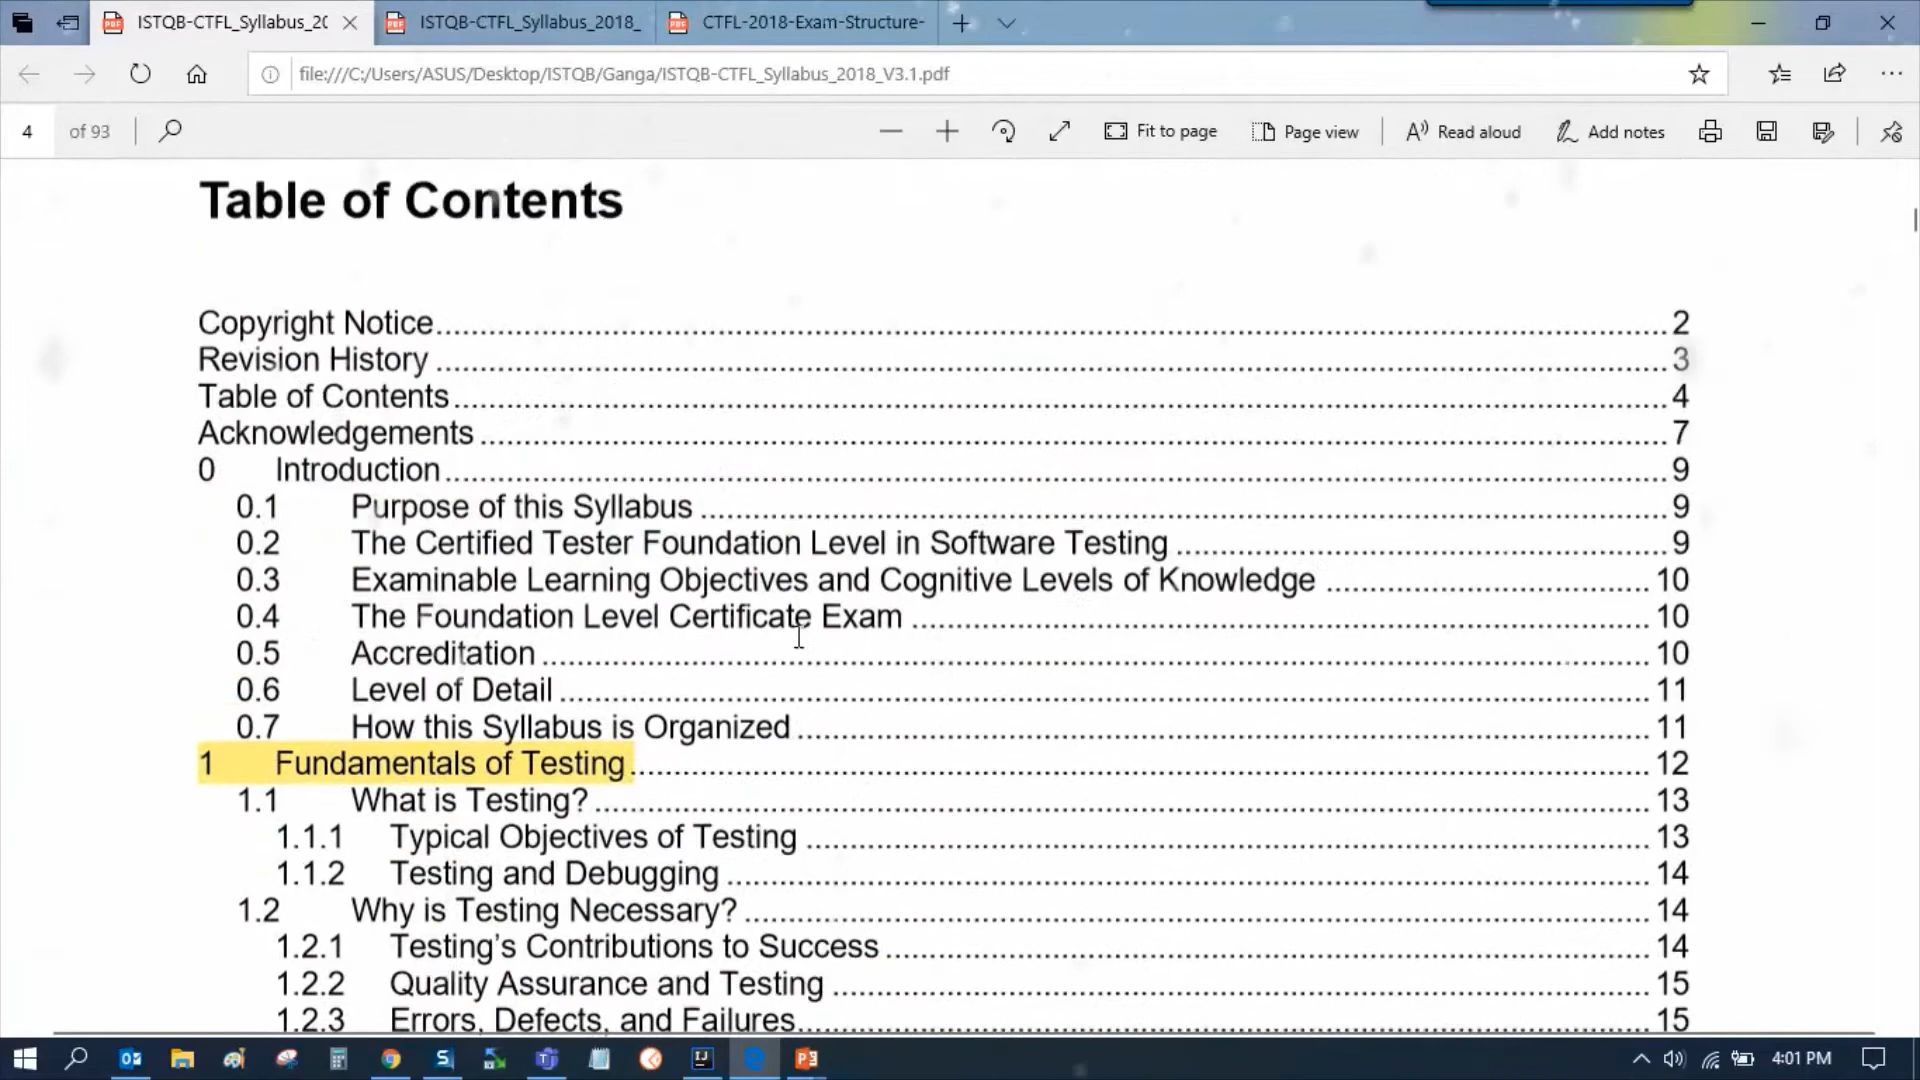 ISTQB-CTFL_Syllabus_20
ISTQB-CTFL_Syllabus_2018_
CTFL-2018-Exam-Structure-
file:///C:/Users/ASUS/Desktop/ISTQB/Ganga/ISTQB-CTFL_Syllabus_2018_V3.1.pdf
4 of 93 Fit to page Page view Read aloud Add notes
Table of Contents
Copyright Notice 2
Revision History 3
Table of Contents 4
Acknowledgements 7
0 Introduction 9
0.1 Purpose of this Syllabus 9
0.2 The Certified Tester Foundation Level in Software Testing 9
0.3 Examinable Learning Objectives and Cognitive Levels of Knowledge 10
0.4 The Foundation Level Certificate Exam 10
0.5 Accreditation 10
0.6 Level of Detail 11
0.7 How this Syllabus is Organized 11
1 Fundamentals of Testing 12
1.1 What is Testing? 13
1.1.1 Typical Objectives of Testing 13
1.1.2 Testing and Debugging 14
1.2 Why is Testing Necessary? 14
1.2.1 Testing’s Contributions to Success 14
1.2.2 Quality Assurance and Testing 15
1.2.3 Errors, Defects, and Failures 15
4:01 PM